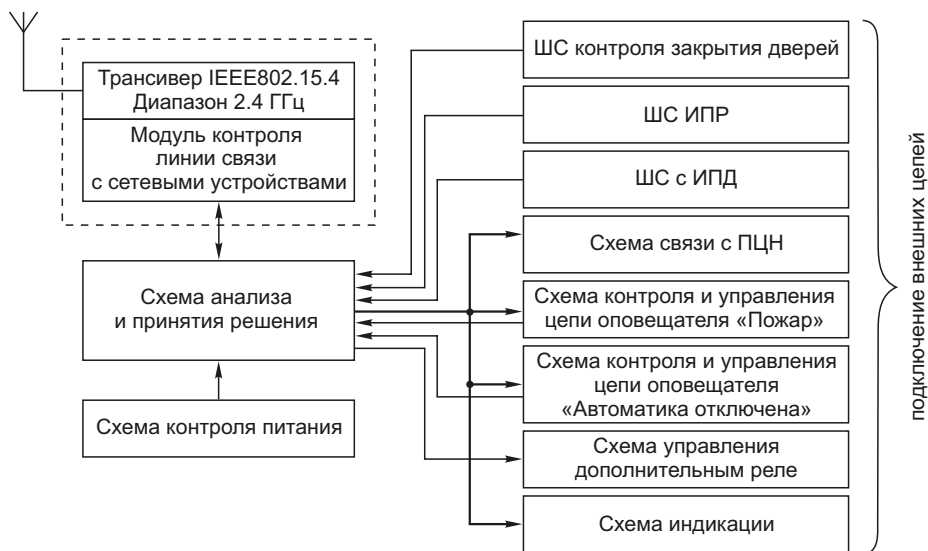 Трансивер IEEE802.15.4
Диапазон 2.4 ГГц
Модуль контроля
линии связи
с сетевыми устройствами
Схема анализа
и принятия решения
Схема контроля питания
ШС контроля закрытия дверей
ШС ИПР
ШС с ИПД
Схема связи с ПЦН
Схема контроля и управления
цепи оповещателя «Пожар»
Схема контроля и управления
цепи оповещателя
«Автоматика отключена»
Схема управления
дополнительным реле
Схема индикации
подключение внешних цепей